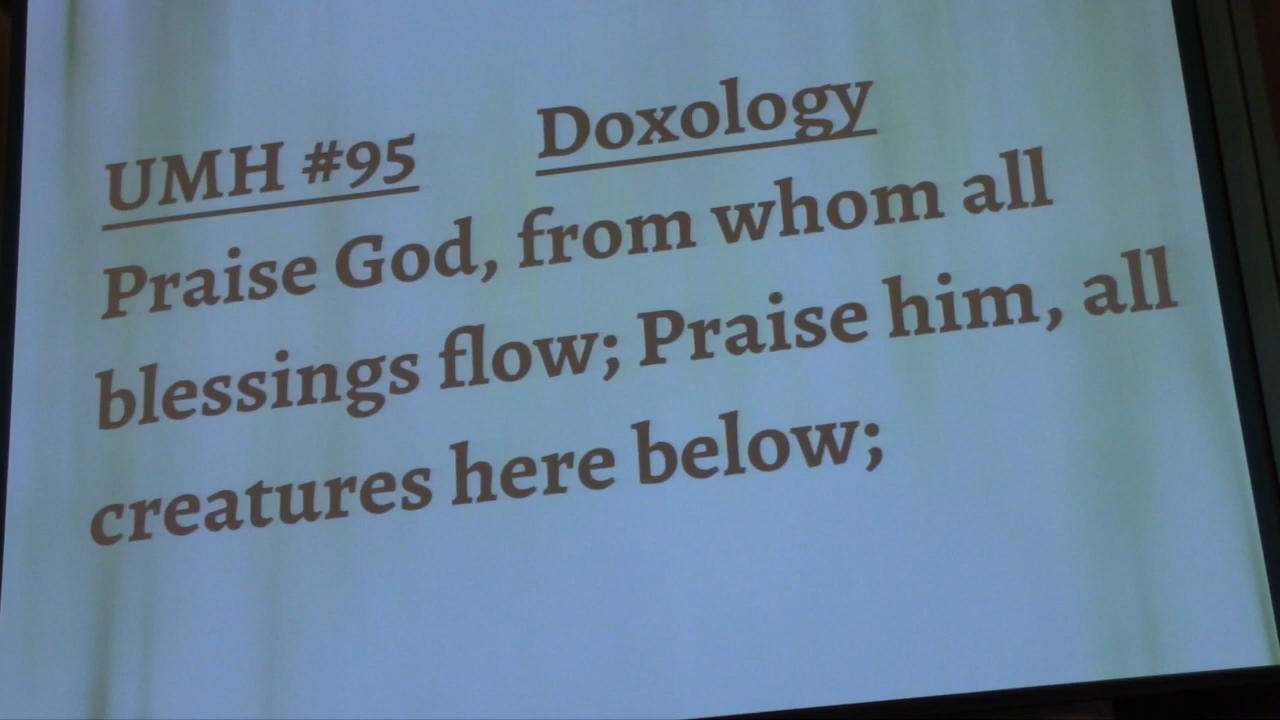 UMH #95 Doxology
Praise God, from whom all
blessings flow; Praise him, all
creatures here below;